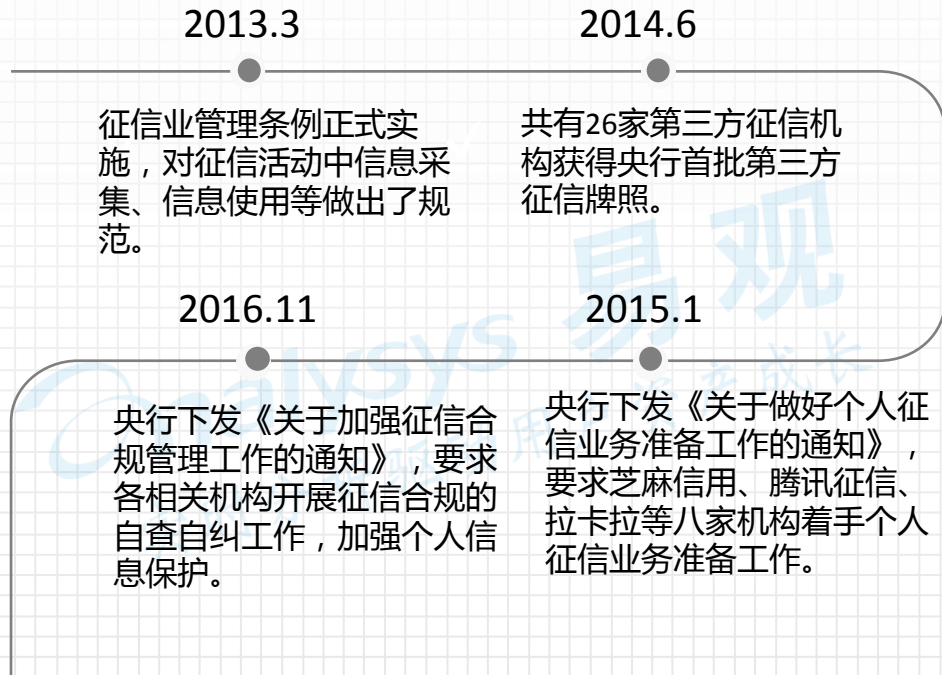 2013.3
征信业管理条例正式实
施，对征信活动中信息采
集、信息使用等做出了规
范。
2014.6
共有26家第三方征信机
构获得央行首批第三方
征信牌照。
2016.11
央行下发《关于加强征信合
规管理工作的通知》，要求
各相关机构开展征信合规的
自查自纠工作，加强个人信
息保护。
2015.1
央行下发《关于做好个人征
信业务准备工作的通知》，
要求芝麻信用、腾讯征信、
拉卡拉等八家机构着手个人
征信业务准备工作。
nalysys 易观